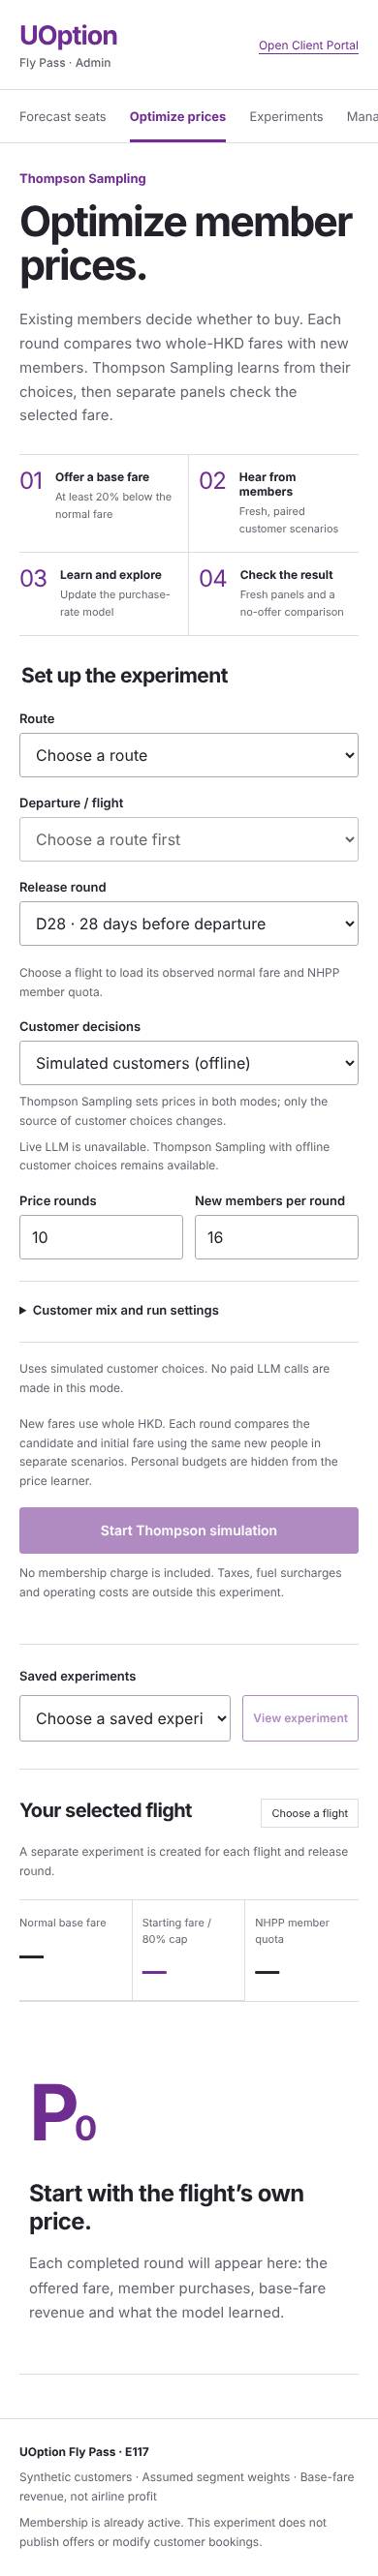 UOption
Fly Pass · Admin
Open Client Portal
Forecast seats
Optimize prices
Experiments
Mana
Thompson Sampling
Optimize member
prices.
Existing members decide whether to buy. Each
round compares two whole-HKD fares with new
members. Thompson Sampling learns from their
choices, then separate panels check the
selected fare.
01
Offer a base fare
At least 20% below the
normal fare
02
Hear from
members
Fresh, paired
customer scenarios
03
Learn and explore
Update the purchase-
rate model
04
Check the result
Fresh panels and a
no-offer comparison
Set up the experiment
Route
Choose a route
Departure / flight
Choose a route first
Release round
D28 · 28 days before departure
Choose a flight to load its observed normal fare and NHPP
member quota.
Customer decisions
Simulated customers (offline)
Thompson Sampling sets prices in both modes; only the
source of customer choices changes.
Live LLM is unavailable. Thompson Sampling with offline
customer choices remains available.
Price rounds
New members per round
10
16
Customer mix and run settings
Uses simulated customer choices. No paid LLM calls are
made in this mode.
New fares use whole HKD. Each round compares the
candidate and initial fare using the same new people in
separate scenarios. Personal budgets are hidden from the
price learner.
Start Thompson simulation
No membership charge is included. Taxes, fuel surcharges
and operating costs are outside this experiment.
Saved experiments
Choose a saved experi
View experiment
Your selected flight
Choose a flight
A separate experiment is created for each flight and release
round.
Normal base fare
—
Starting fare /
80% cap
—
NHPP member
quota
—
P0
Start with the flight’s own
price.
Each completed round will appear here: the
offered fare, member purchases, base-fare
revenue and what the model learned.
UOption Fly Pass · E117
Synthetic customers · Assumed segment weights · Base-fare
revenue, not airline profit
Membership is already active. This experiment does not
publish offers or modify customer bookings.